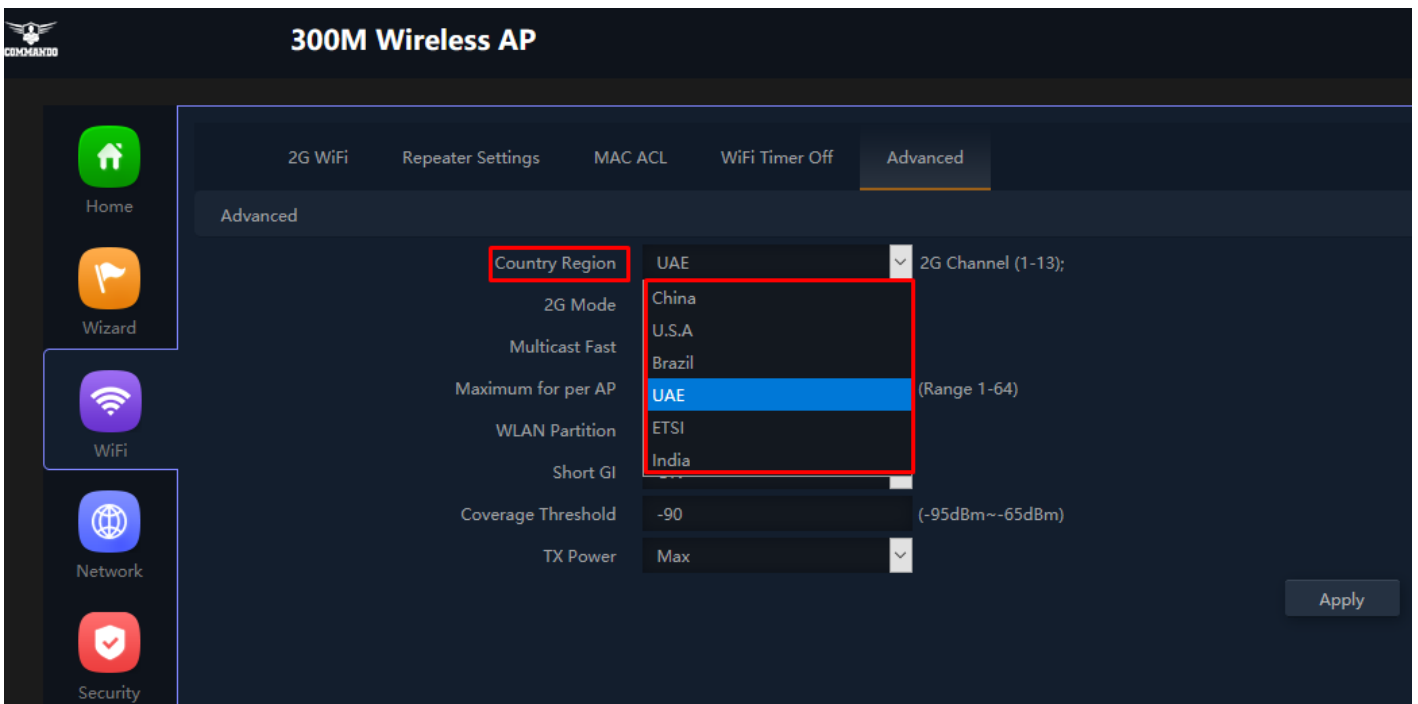 COMMANDO
300M Wireless AP
2G WiFi Repeater Settings MAC ACL WiFi Timer Off Advanced
Home
Advanced
Country Region UAE 2G Channel (1-13);
China
2G Mode
U.S.A
Multicast Fast
Brazil
Wizard
Maximum for per AP UAE (Range 1-64)
WLAN Partition ETSI
WiFi
India
Short GI
Coverage Threshold -90 (-95dBm~-65dBm)
TX Power Max
Network
Apply
Security